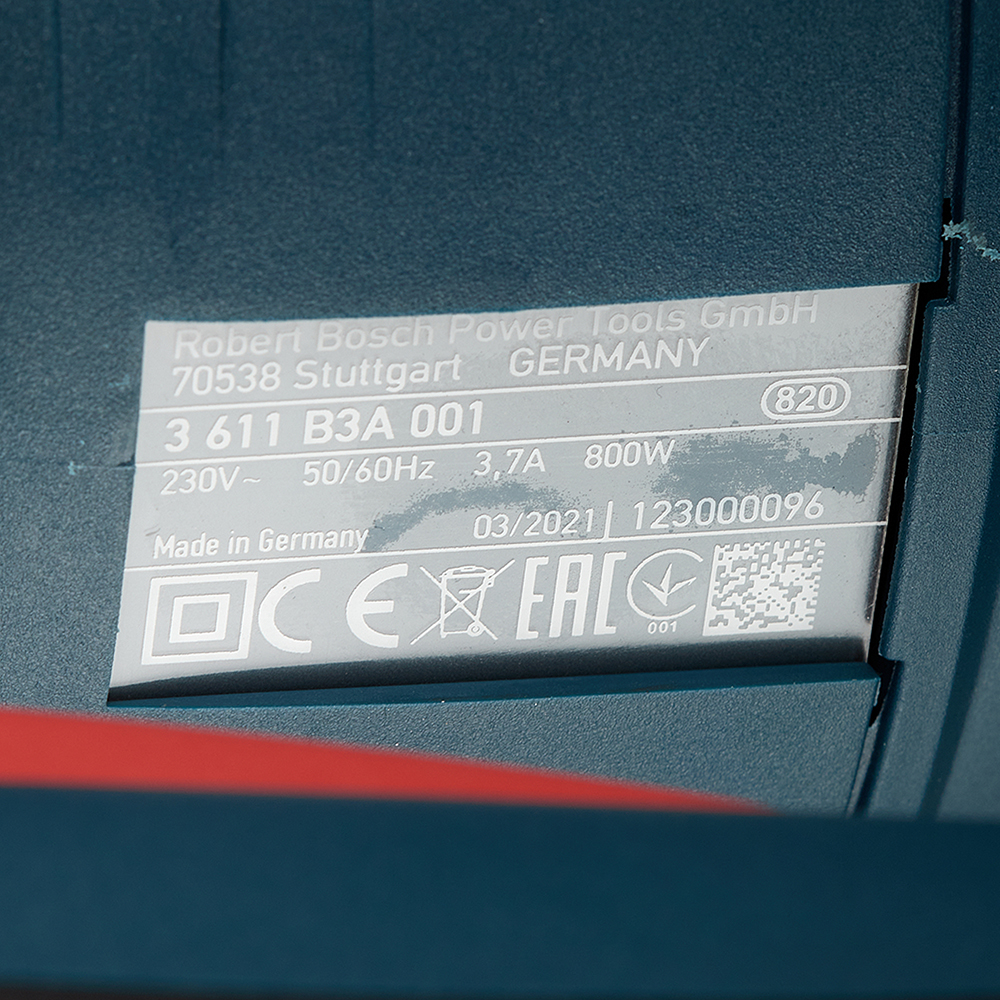 Robert Bosch Power Tools GmbH
70538 Stuttgart GERMANY
3 611 B3A 001 820
230V~ 50/60Hz 3,7A 800W
Made in Germany 03/2021 | 123000096
CE EAC 001